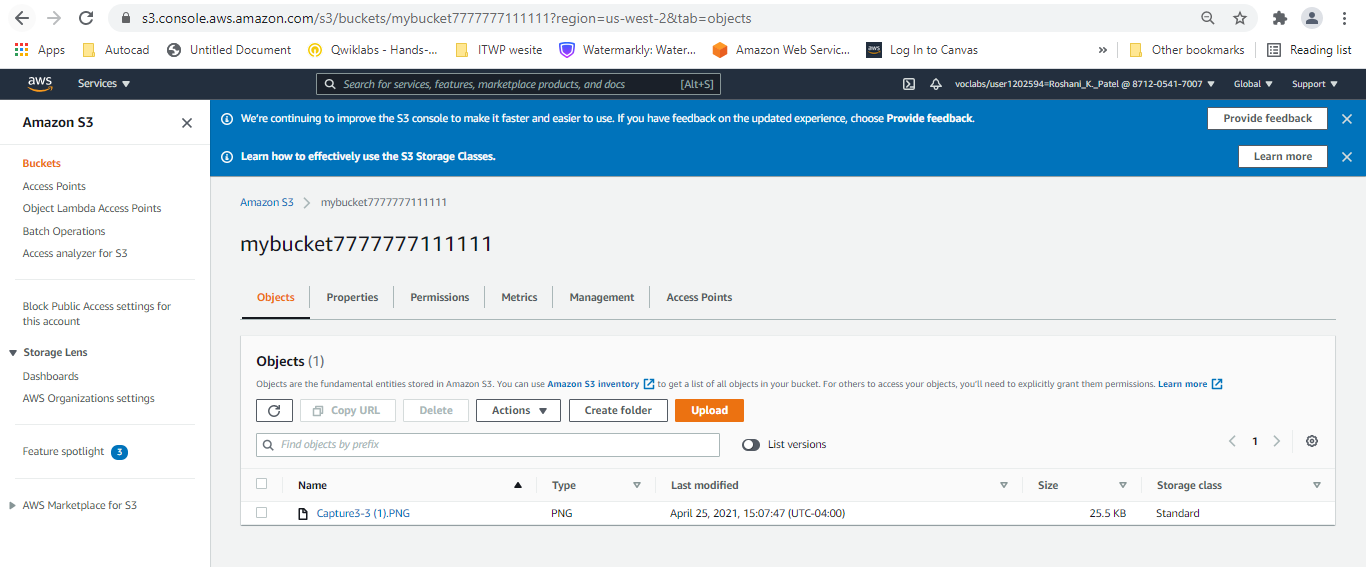 s3.console.aws.amazon.com/s3/buckets/mybucket7777777111111?region=us-west-2&tab=objects
Apps Autocad Untitled Document Qwiklabs - Hands-... ITWP wesite Watermarkly: Water... Amazon Web Servic... aws Log In to Canvas » Other bookmarks Reading list
aws Services Search for services, features, marketplace products, and docs [Alt+S] voclabs/user1202594=Roshani_K._Patel @ 8712-0541-7007 Global Support
Amazon S3
Buckets
Access Points
Object Lambda Access Points
Batch Operations
Access analyzer for S3
Block Public Access settings for
this account
Storage Lens
Dashboards
AWS Organizations settings
Feature spotlight 3
AWS Marketplace for S3
We're continuing to improve the S3 console to make it faster and easier to use. If you have feedback on the updated experience, choose Provide feedback. Provide feedback
Learn how to effectively use the S3 Storage Classes. Learn more
Amazon S3 > mybucket7777777111111
mybucket7777777111111
Objects Properties Permissions Metrics Management Access Points
Objects (1)
Objects are the fundamental entities stored in Amazon S3. You can use Amazon S3 inventory to get a list of all objects in your bucket. For others to access your objects, you'll need to explicitly grant them permissions. Learn more
Copy URL Delete Actions Create folder Upload
Find objects by prefix List versions < 1 >
Name Type Last modified Size Storage class
Capture3-3 (1).PNG PNG April 25, 2021, 15:07:47 (UTC-04:00) 25.5 KB Standard